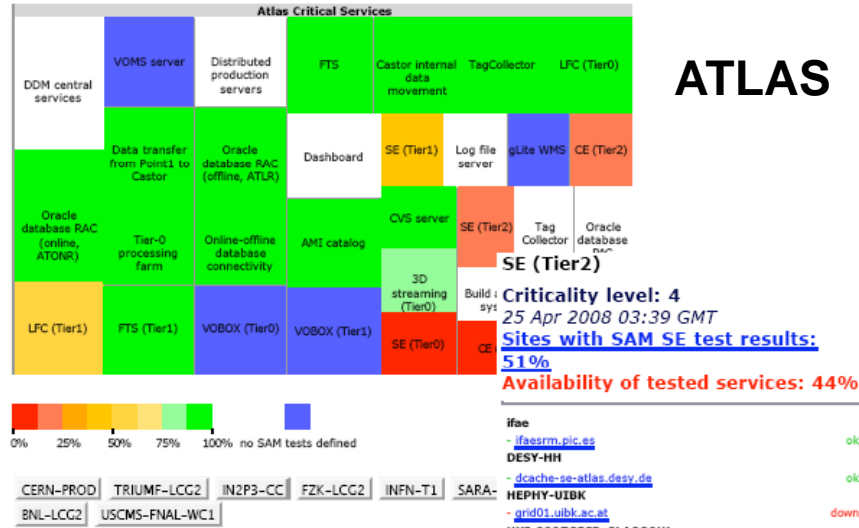 Atlas Critical Services
ATLAS
DDM central
services
VOMS server
Distributed
production
servers
FTS
Castor internal
data
movement
TagCollector
LFC (Tier0)
Data transfer
from Point1 to
Castor
Oracle
database RAC
(offline, ATLR)
Dashboard
SE (Tier1)
Log file
server
gLite WMS
CE (Tier2)
Oracle
database RAC
(online,
ATONR)
Tier-0
processing
farm
Online-offline
database
connectivity
AMI catalog
CVS server
SE (Tier2)
Tag
Collector
Oracle
database
3D
streaming
(Tier0)
Build
sys
LFC (Tier1)
FTS (Tier1)
VOBOX (Tier0)
VOBOX (Tier1)
SE (Tier0)
CE
SE (Tier2)
Criticality level: 4
25 Apr 2008 03:39 GMT
Sites with SAM SE test results:
51%
Availability of tested services: 44%
ifae
- ifaesrm.pic.es ok
DESY-HH
- dcache-se-atlas.desy.de ok
HEPHY-UIBK
- grid01.uibk.ac.at down
0% 25% 50% 75% 100% no SAM tests defined
CERN-PROD TRIUMF-LCG2 IN2P3-CC FZK-LCG2 INFN-T1 SARA-
BNL-LCG2 USCMS-FNAL-WC1